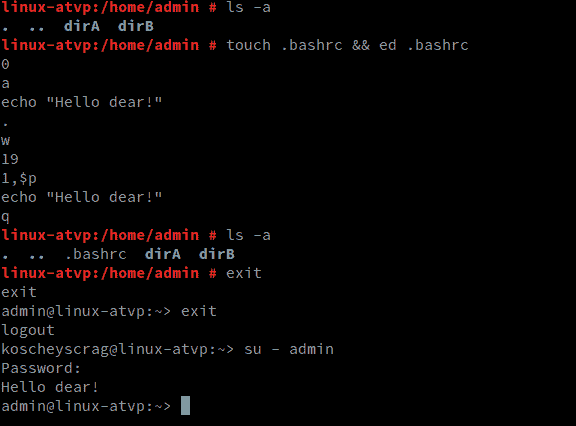 linux-atvp:/home/admin # ls -a
.  ..  dirA  dirB
linux-atvp:/home/admin # touch .bashrc && ed .bashrc
0
a
echo "Hello dear!"
.
w
19
1,$p
echo "Hello dear!"
q
linux-atvp:/home/admin # ls -a
.  ..  .bashrc  dirA  dirB
linux-atvp:/home/admin # exit
exit
admin@linux-atvp:~> exit
logout
koscheyscrag@linux-atvp:~> su - admin
Password:
Hello dear!
admin@linux-atvp:~>